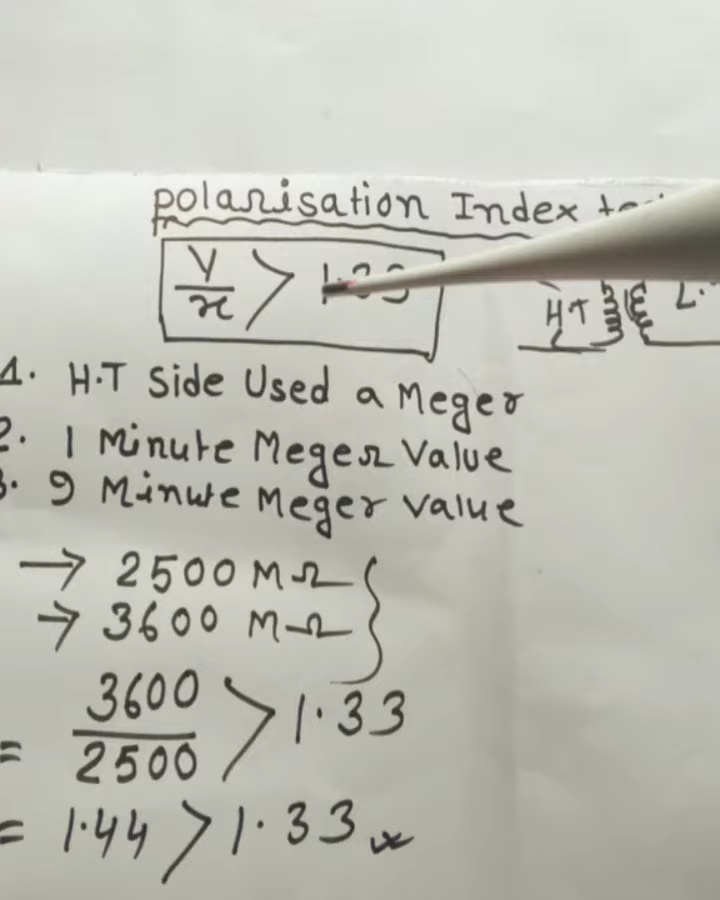 polarisation Index
y/x > 1.33
HT L.
1. H.T Side Used a Meger
2. 1 Minute Meger Value
3. 9 Minute Meger Value
→ 2500 MΩ
→ 3600 MΩ
= 3600/2500 > 1.33
= 1.44 > 1.33